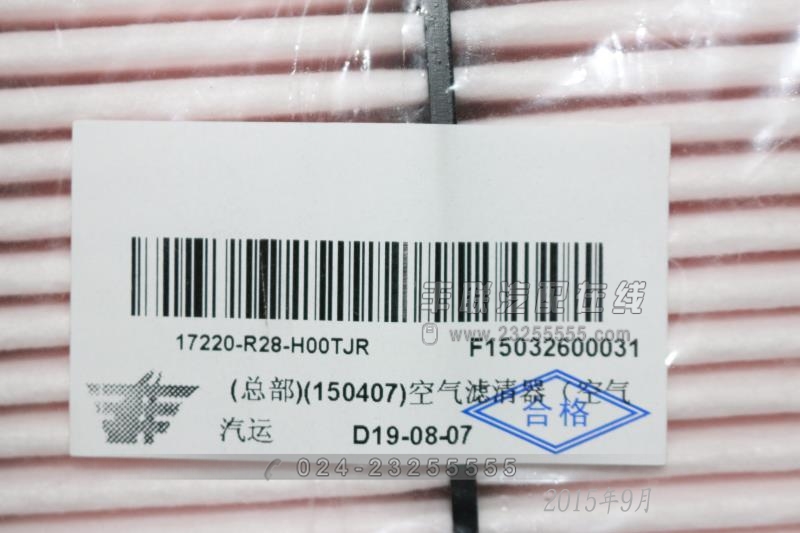 丰联汽配在线
www.23255555.com
17220-R28-H00TJR F15032600031
(总部)(150407)空气滤清器（空气
合格
汽运 D19-08-07
024-23255555
2015年9月